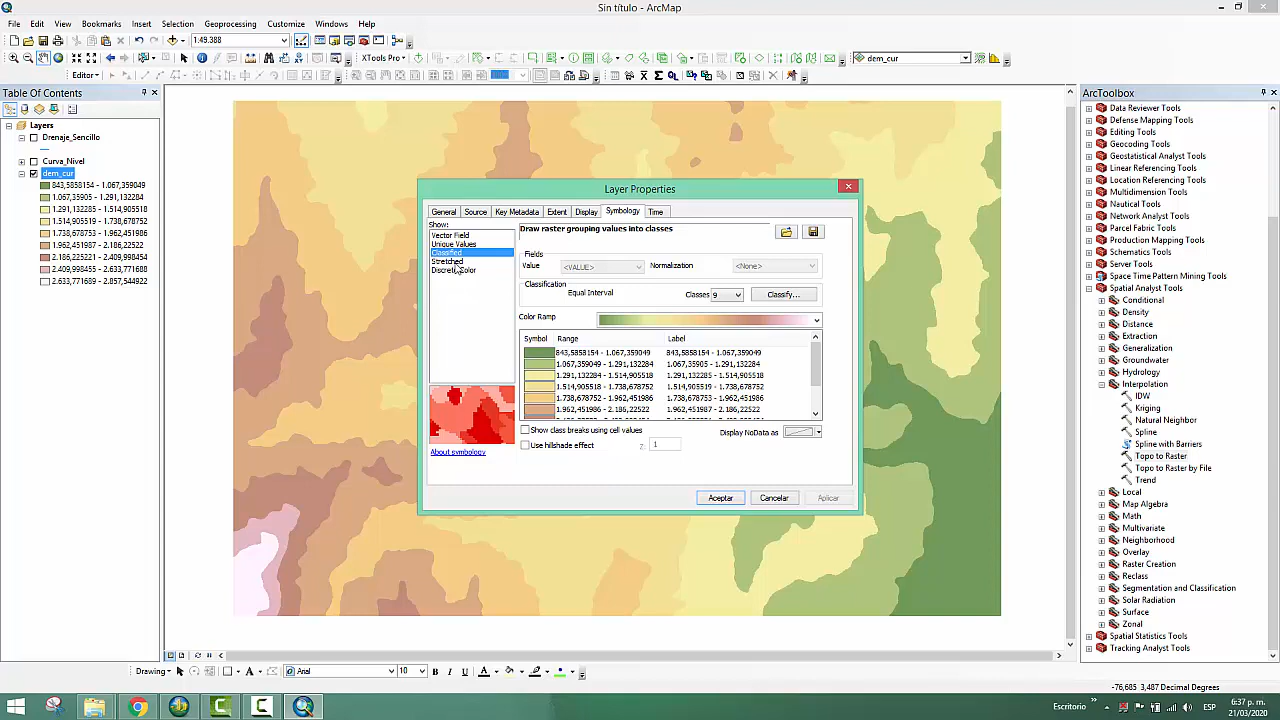 Sin título - ArcMap
File Edit View Bookmarks Insert Selection Geoprocessing Customize Windows Help
1:49.388
XTools Pro
dem_cur
Editor
Table Of Contents
Layers
Drenaje_Sencillo
Curva_Nivel
dem_cur
843,5858154 - 1.067,359049
1.067,35905 - 1.291,132284
1.291,132285 - 1.514,905518
1.514,905519 - 1.738,678752
1.738,678753 - 1.962,451986
1.962,451987 - 2.186,22522
2.186,225221 - 2.409,998454
2.409,998455 - 2.633,771688
2.633,771689 - 2.857,544922
Layer Properties
General Source Key Metadata Extent Display Symbology Time
Show:
Vector Field
Unique Values
Classified
Stretched
Discrete Color
About symbology
Draw raster grouping values into classes
Fields
Value <VALUE> Normalization <None>
Classification
Equal Interval Classes 9 Classify...
Color Ramp
Symbol Range Label
843,5858154 - 1.067,359049 843,5858154 - 1.067,359049
1.067,359049 - 1.291,132284 1.067,35905 - 1.291,132284
1.291,132284 - 1.514,905518 1.291,132285 - 1.514,905518
1.514,905518 - 1.738,678752 1.514,905519 - 1.738,678752
1.738,678752 - 1.962,451986 1.738,678753 - 1.962,451986
1.962,451986 - 2.186,22522 1.962,451987 - 2.186,22522
Show class breaks using cell values Display NoData as
Use hillshade effect Z: 1
Aceptar Cancelar Aplicar
ArcToolbox
Data Reviewer Tools
Defense Mapping Tools
Editing Tools
Geocoding Tools
Geostatistical Analyst Tools
Linear Referencing Tools
Location Referencing Tools
Multidimension Tools
Nautical Tools
Network Analyst Tools
Parcel Fabric Tools
Production Mapping Tools
Schematics Tools
Server Tools
Space Time Pattern Mining Tools
Spatial Analyst Tools
Conditional
Density
Distance
Extraction
Generalization
Groundwater
Hydrology
Interpolation
IDW
Kriging
Natural Neighbor
Spline
Spline with Barriers
Topo to Raster
Topo to Raster by File
Trend
Local
Map Algebra
Math
Multivariate
Neighborhood
Overlay
Raster Creation
Reclass
Segmentation and Classification
Solar Radiation
Surface
Zonal
Spatial Statistics Tools
Tracking Analyst Tools
Drawing Arial 10 B I U A
-76,685 3,487 Decimal Degrees
Escritorio ESP 6:37 p. m.
21/03/2020